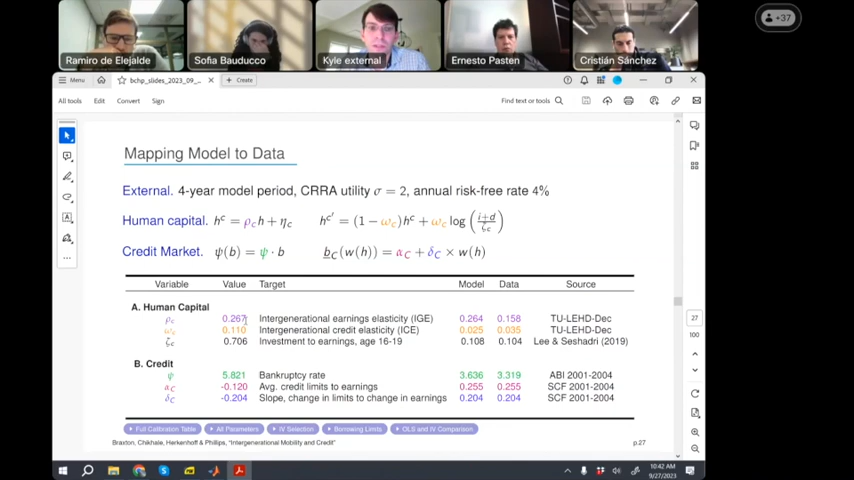 +37
Ramiro de Elejalde
Sofia Bauducco
Kyle external
Ernesto Pasten
Cristián Sánchez
Menu
bchp_slides_2023_09_...
+ Create
All tools Edit Convert Sign
Find text or tools
Mapping Model to Data
External. 4-year model period, CRRA utility σ = 2, annual risk-free rate 4%
Human capital. h^c = ρ_c h + η_c h^{c'} = (1 − ω_c)h^c + ω_c log (i+d / ζ_c)
Credit Market. ψ(b) = ψ · b b_C(w(h)) = α_C + δ_C × w(h)
Variable Value Target Model Data Source
A. Human Capital
ρ_c 0.267 Intergenerational earnings elasticity (IGE) 0.264 0.158 TU-LEHD-Dec
ω_c 0.110 Intergenerational credit elasticity (ICE) 0.025 0.035 TU-LEHD-Dec
ζ_c 0.706 Investment to earnings, age 16-19 0.108 0.104 Lee & Seshadri (2019)
B. Credit
ψ 5.821 Bankruptcy rate 3.636 3.319 ABI 2001-2004
α_C -0.120 Avg. credit limits to earnings 0.255 0.255 SCF 2001-2004
δ_C -0.204 Slope, change in limits to change in earnings 0.204 0.204 SCF 2001-2004
Full Calibration Table All Parameters IV Selection Borrowing Limits OLS and IV Comparison
Braxton, Chikhale, Herkenhoff & Phillips, "Intergenerational Mobility and Credit" p.27
27
100
10:42 AM
9/27/2023